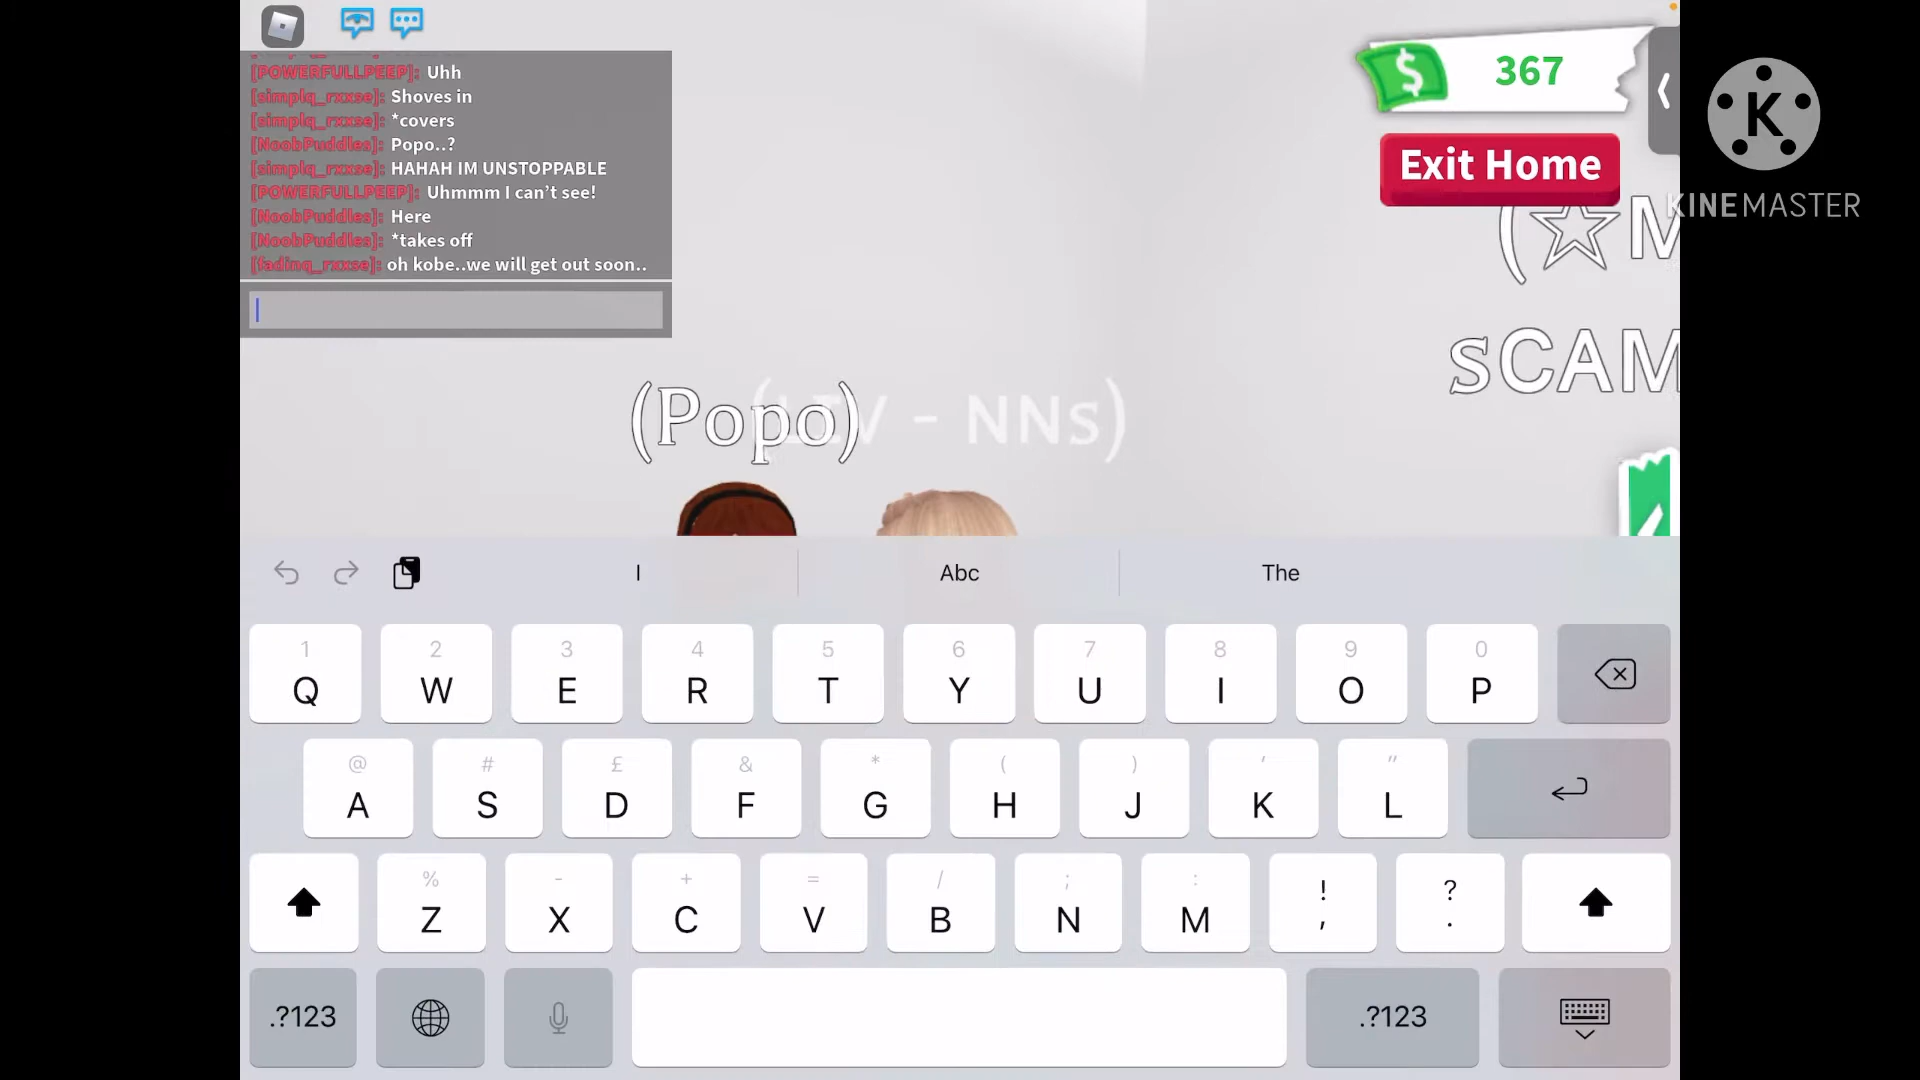 [POWERFULLPEEP]: Uhh
[simplq_rxxse]: Shoves in
[simplq_rxxse]: *covers
[NoobPuddles]: Popo..?
[simplq_rxxse]: HAHAH IM UNSTOPPABLE
[POWERFULLPEEP]: Uhmmm I can’t see!
[NoobPuddles]: Here
[NoobPuddles]: *takes off
[fadinq_rxxse]: oh kobe..we will get out soon..
367
Exit Home
K
KINEMASTER
(☆M
sCAM
(Popo)
- NNs)
I Abc The
1 2 3 4 5 6 7 8 9 0
Q W E R T Y U I O P
@ # £ & * ( ) ' "
A S D F G H J K L
% - + = / ; : ! ?
Z X C V B N M , .
.?123 .?123